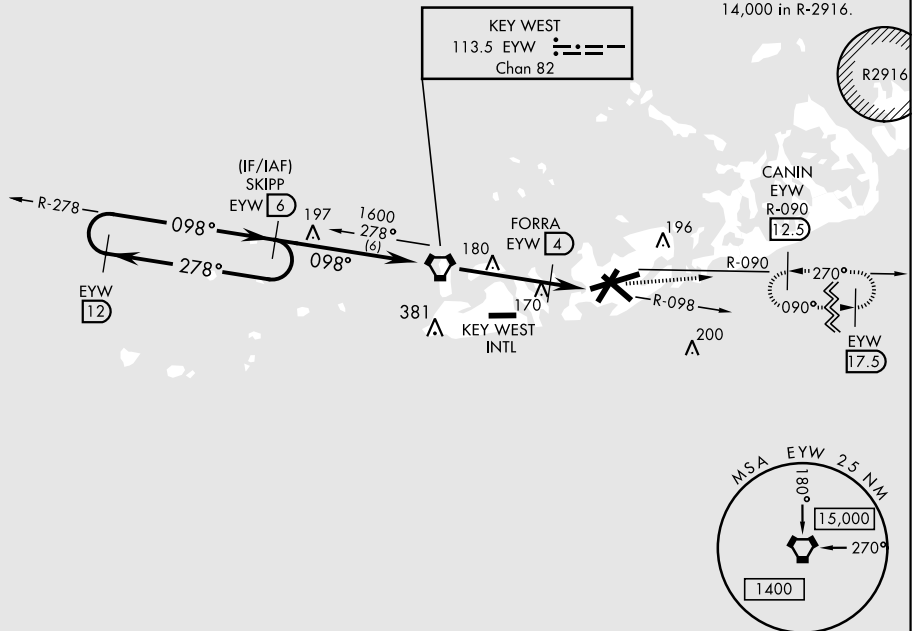 14,000 in R-2916.
KEY WEST
113.5 EYW
Chan 82
R2916
(IF/IAF)
SKIPP
EYW 6
R-278
098°
278°
EYW
12
197
1600
278°
(6)
098°
180
FORRA
EYW 4
196
CANIN
EYW
R-090
12.5
R-090
270°
090°
R-098
EYW
17.5
381
170
KEY WEST
INTL
200
MSA EYW 25 NM
180°
15,000
270°
1400